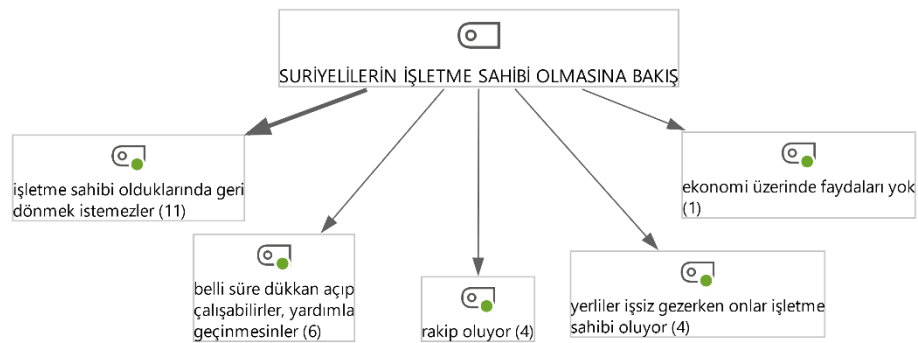 SURİYELİLERİN İŞLETME SAHİBİ OLMASINA BAKIŞ
işletme sahibi olduklarında geri
dönmek istemezler (11)
ekonomi üzerinde faydaları yok
(1)
belli süre dükkan açıp
çalışabilirler, yardımla
geçinmesinler (6)
rakip oluyor (4)
yerliler işsiz gezerken onlar işletme
sahibi oluyor (4)